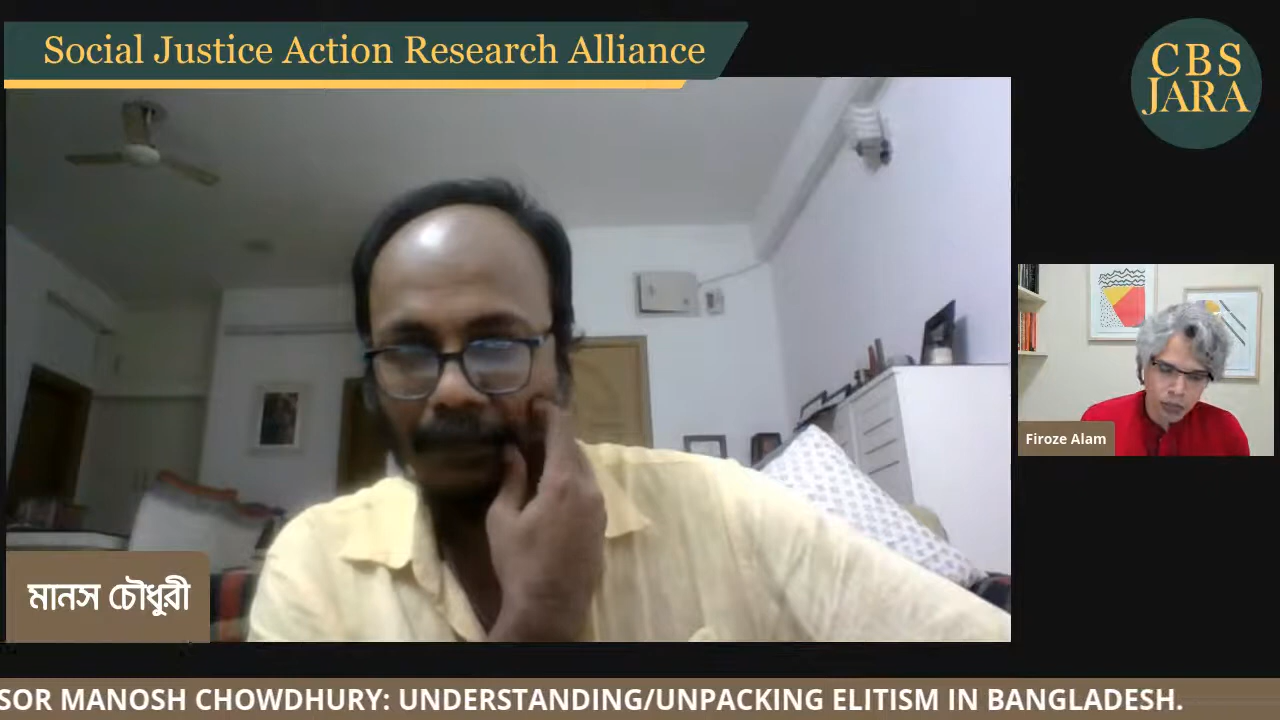 Social Justice Action Research Alliance
CBS
JARA
Firoze Alam
মানস চৌধুরী
SOR MANOSH CHOWDHURY: UNDERSTANDING/UNPACKING ELITISM IN BANGLADESH.